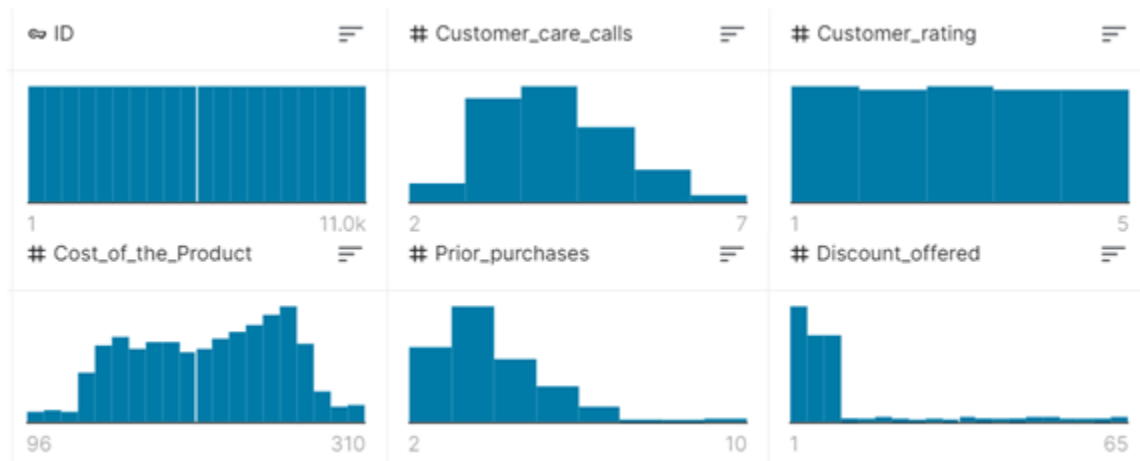 ID
# Customer_care_calls
# Customer_rating
1 11.0k
2 7
1 5
# Cost_of_the_Product
# Prior_purchases
# Discount_offered
96 310
2 10
1 65